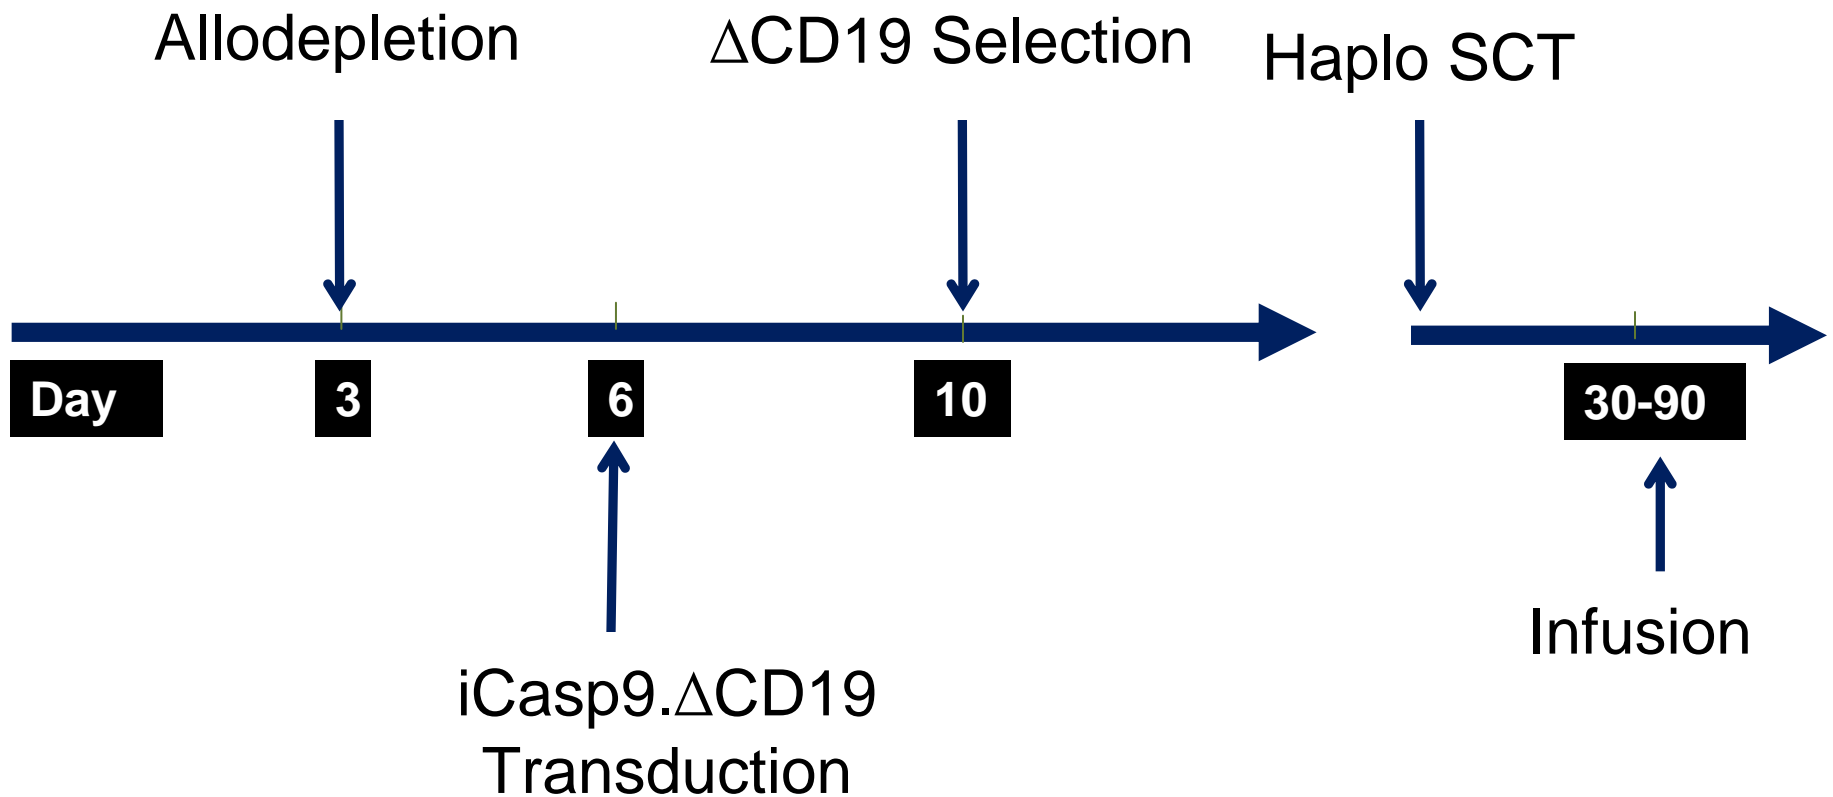 Allodepletion
ΔCD19 Selection
Haplo SCT
Day
3
6
10
30-90
iCasp9.ΔCD19
Transduction
Infusion